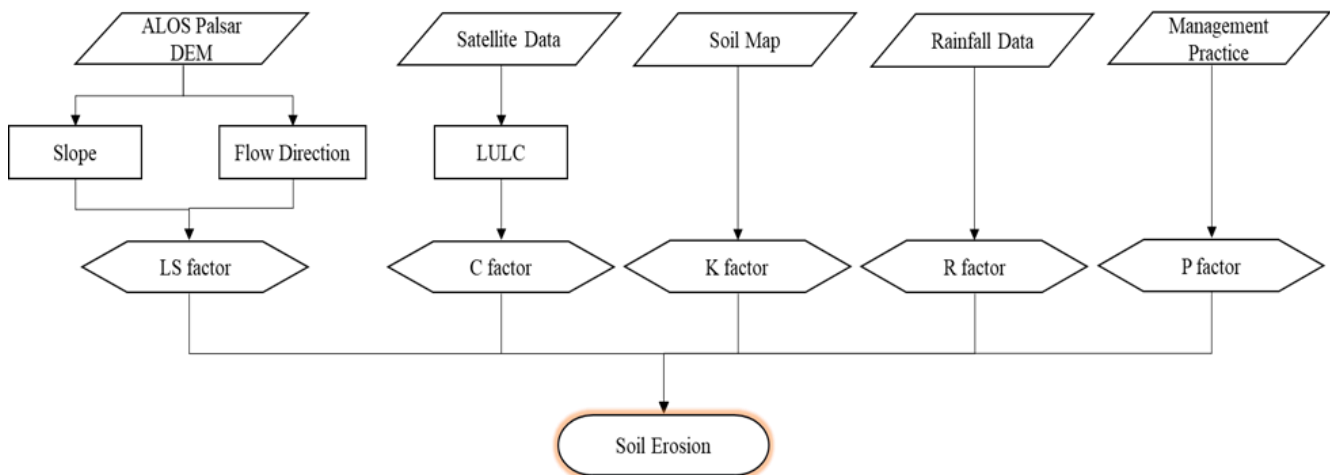 ALOS Palsar
DEM
Satellite Data
Soil Map
Rainfall Data
Management
Practice
Slope
Flow Direction
LULC
LS factor
C factor
K factor
R factor
P factor
Soil Erosion